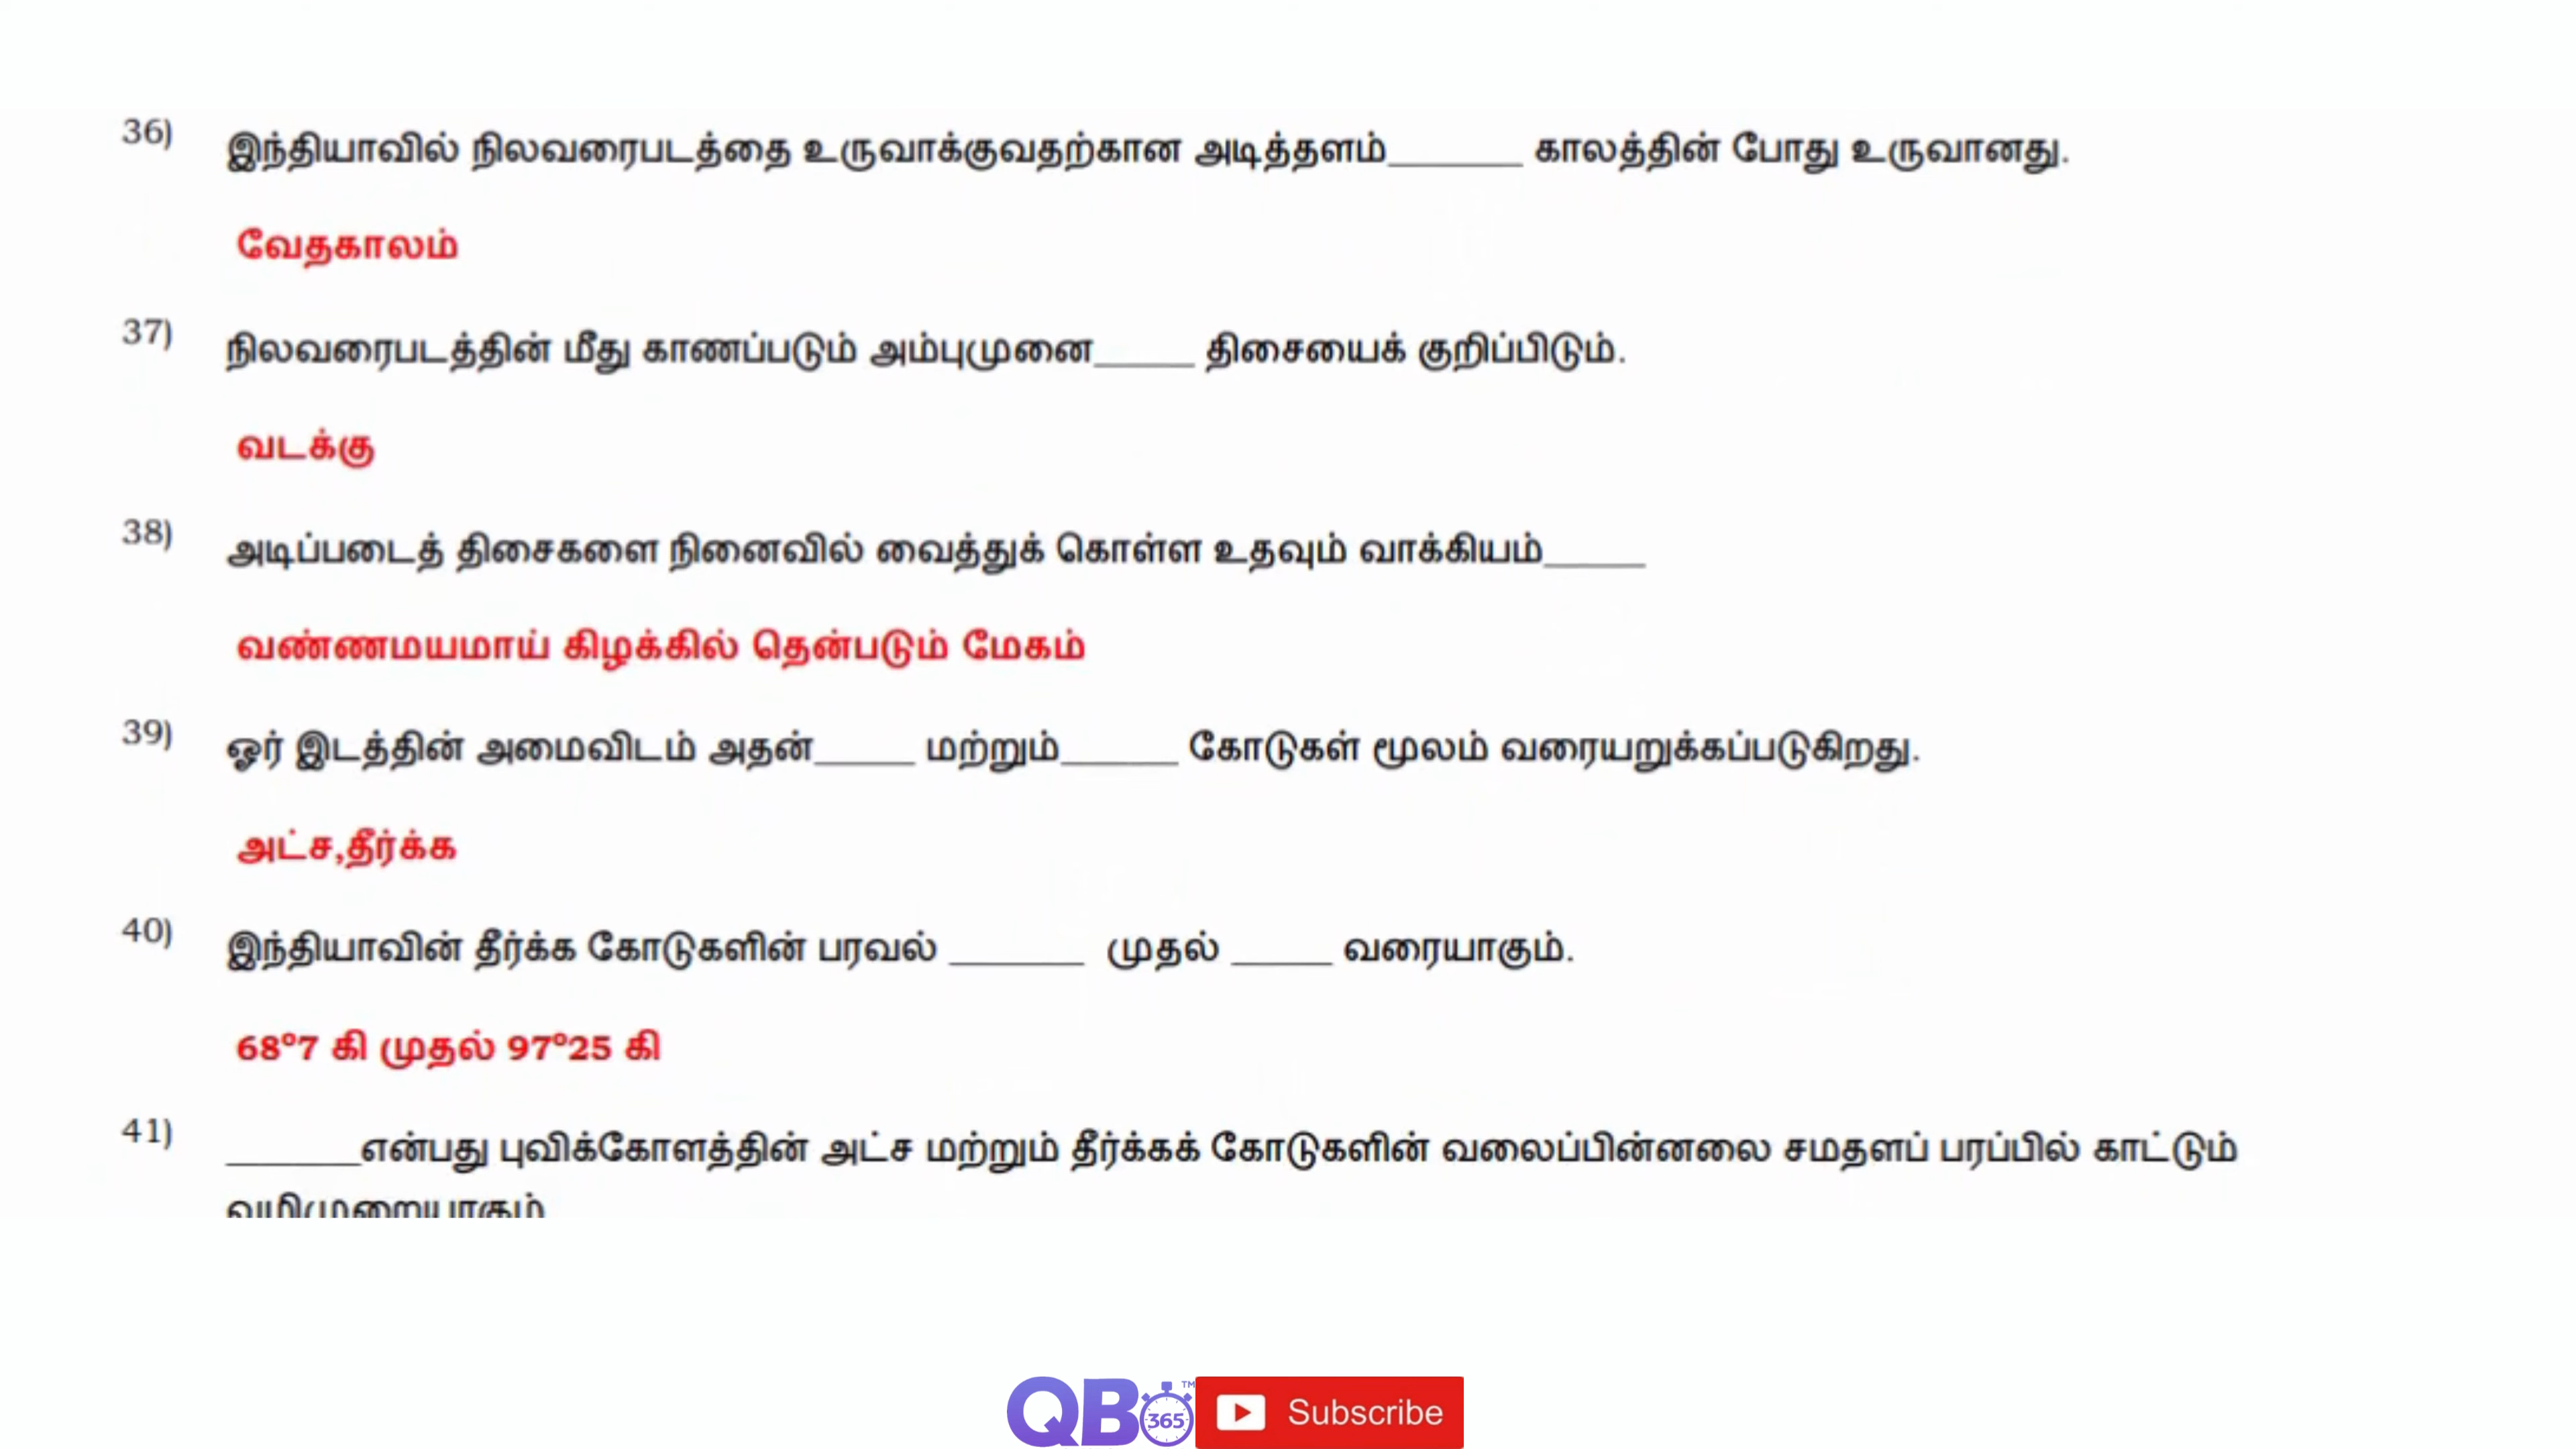 36) இந்தியாவில் நிலவரைபடத்தை உருவாக்குவதற்கான அடித்தளம்_______ காலத்தின் போது உருவானது.
வேதகாலம்
37) நிலவரைபடத்தின் மீது காணப்படும் அம்புமுனை_____ திசையைக் குறிப்பிடும்.
வடக்கு
38) அடிப்படைத் திசைகளை நினைவில் வைத்துக் கொள்ள உதவும் வாக்கியம்_____
வண்ணமயமாய் கிழக்கில் தென்படும் மேகம்
39) ஓர் இடத்தின் அமைவிடம் அதன்_____ மற்றும்______ கோடுகள் மூலம் வரையறுக்கப்படுகிறது.
அட்ச,தீர்க்க
40) இந்தியாவின் தீர்க்க கோடுகளின் பரவல் _______ முதல் _____ வரையாகும்.
68°7 கி முதல் 97°25 கி
41) _______என்பது புவிக்கோளத்தின் அட்ச மற்றும் தீர்க்கக் கோடுகளின் வலைப்பின்னலை சமதளப் பரப்பில் காட்டும்
வழிமுறையாகும்
QB 365 ™ Subscribe